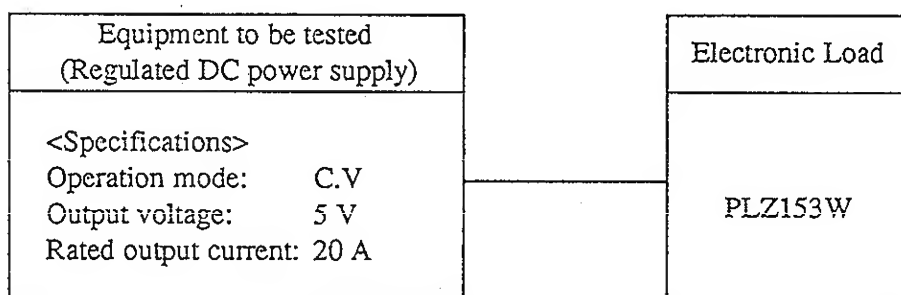 Equipment to be tested
(Regulated DC power supply)
<Specifications>
Operation mode: C.V
Output voltage: 5 V
Rated output current: 20 A
Electronic Load
PLZ153W